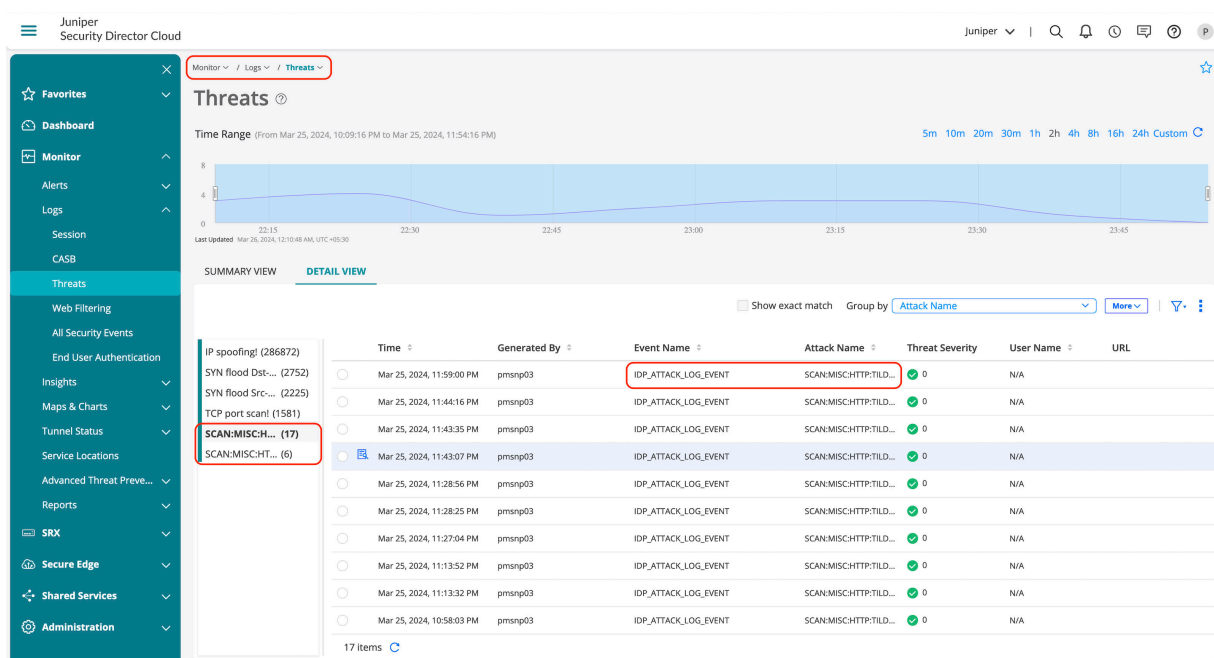 Juniper
Security Director Cloud
Juniper
P
Favorites
Dashboard
Monitor
Alerts
Logs
Session
CASB
Threats
Web Filtering
All Security Events
End User Authentication
Insights
Maps & Charts
Tunnel Status
Service Locations
Advanced Threat Preve...
Reports
SRX
Secure Edge
Shared Services
Administration
Monitor / Logs / Threats
Threats
Time Range (From Mar 25, 2024, 10:09:16 PM to Mar 25, 2024, 11:54:16 PM)
5m 10m 20m 30m 1h 2h 4h 8h 16h 24h Custom
8
4
0
22:15 22:30 22:45 23:00 23:15 23:30 23:45
Last Updated Mar 26, 2024, 12:10:48 AM, UTC +05:30
SUMMARY VIEW DETAIL VIEW
Show exact match Group by Attack Name More
IP spoofing! (286872)
SYN flood Dst-... (2752)
SYN flood Src-... (2225)
TCP port scan! (1581)
SCAN:MISC:H... (17)
SCAN:MISC:HT... (6)
Time Generated By Event Name Attack Name Threat Severity User Name URL
Mar 25, 2024, 11:59:00 PM pmsnp03 IDP_ATTACK_LOG_EVENT SCAN:MISC:HTTP:TILD... 0 N/A
Mar 25, 2024, 11:44:16 PM pmsnp03 IDP_ATTACK_LOG_EVENT SCAN:MISC:HTTP:TILD... 0 N/A
Mar 25, 2024, 11:43:35 PM pmsnp03 IDP_ATTACK_LOG_EVENT SCAN:MISC:HTTP:TILD... 0 N/A
Mar 25, 2024, 11:43:07 PM pmsnp03 IDP_ATTACK_LOG_EVENT SCAN:MISC:HTTP:TILD... 0 N/A
Mar 25, 2024, 11:28:56 PM pmsnp03 IDP_ATTACK_LOG_EVENT SCAN:MISC:HTTP:TILD... 0 N/A
Mar 25, 2024, 11:28:25 PM pmsnp03 IDP_ATTACK_LOG_EVENT SCAN:MISC:HTTP:TILD... 0 N/A
Mar 25, 2024, 11:27:04 PM pmsnp03 IDP_ATTACK_LOG_EVENT SCAN:MISC:HTTP:TILD... 0 N/A
Mar 25, 2024, 11:13:52 PM pmsnp03 IDP_ATTACK_LOG_EVENT SCAN:MISC:HTTP:TILD... 0 N/A
Mar 25, 2024, 11:13:32 PM pmsnp03 IDP_ATTACK_LOG_EVENT SCAN:MISC:HTTP:TILD... 0 N/A
Mar 25, 2024, 10:58:03 PM pmsnp03 IDP_ATTACK_LOG_EVENT SCAN:MISC:HTTP:TILD... 0 N/A
17 items